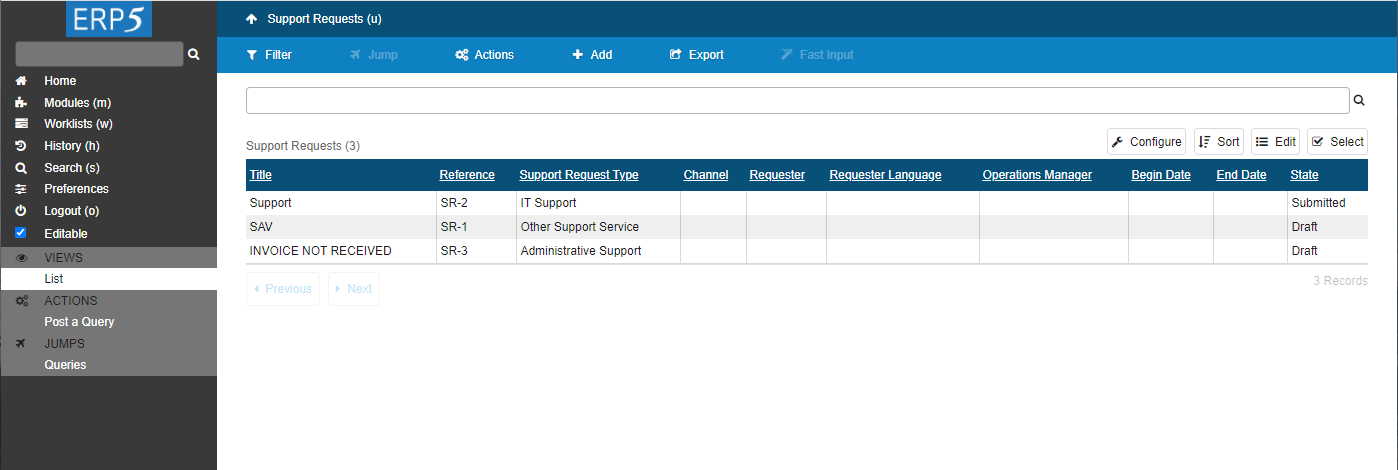 ERP5
Home
Modules (m)
Worklists (w)
History (h)
Search (s)
Preferences
Logout (o)
Editable
VIEWS
List
ACTIONS
Post a Query
JUMPS
Queries
Support Requests (u)
Filter Jump Actions Add Export Fast Input
Support Requests (3)
Configure Sort Edit Select
Title Reference Support Request Type Channel Requester Requester Language Operations Manager Begin Date End Date State
Support SR-2 IT Support Submitted
SAV SR-1 Other Support Service Draft
INVOICE NOT RECEIVED SR-3 Administrative Support Draft
Previous Next 3 Records